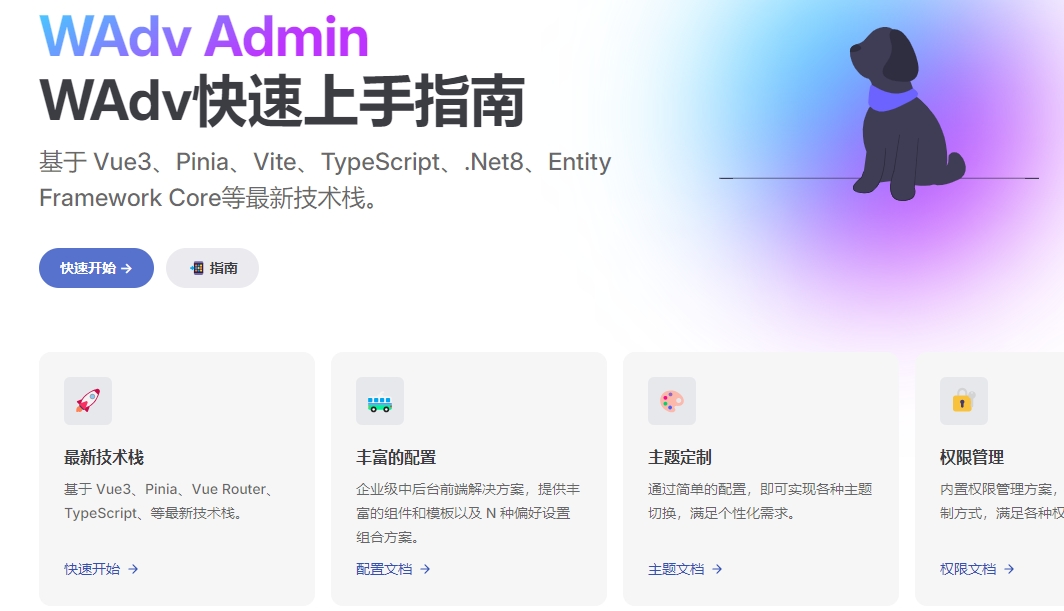 WAdv Admin
WAdv快速上手指南
基于 Vue3、Pinia、Vite、TypeScript、.Net8、Entity
Framework Core等最新技术栈。
快速开始 →
指南
最新技术栈
基于 Vue3、Pinia、Vue Router、
TypeScript、等最新技术栈。
快速开始 →
丰富的配置
企业级中后台前端解决方案，提供丰
富的组件和模板以及 N 种偏好设置
组合方案。
配置文档 →
主题定制
通过简单的配置，即可实现各种主题
切换，满足个性化需求。
主题文档 →
权限管理
内置权限管理方案，
制方式，满足各种权
权限文档 →